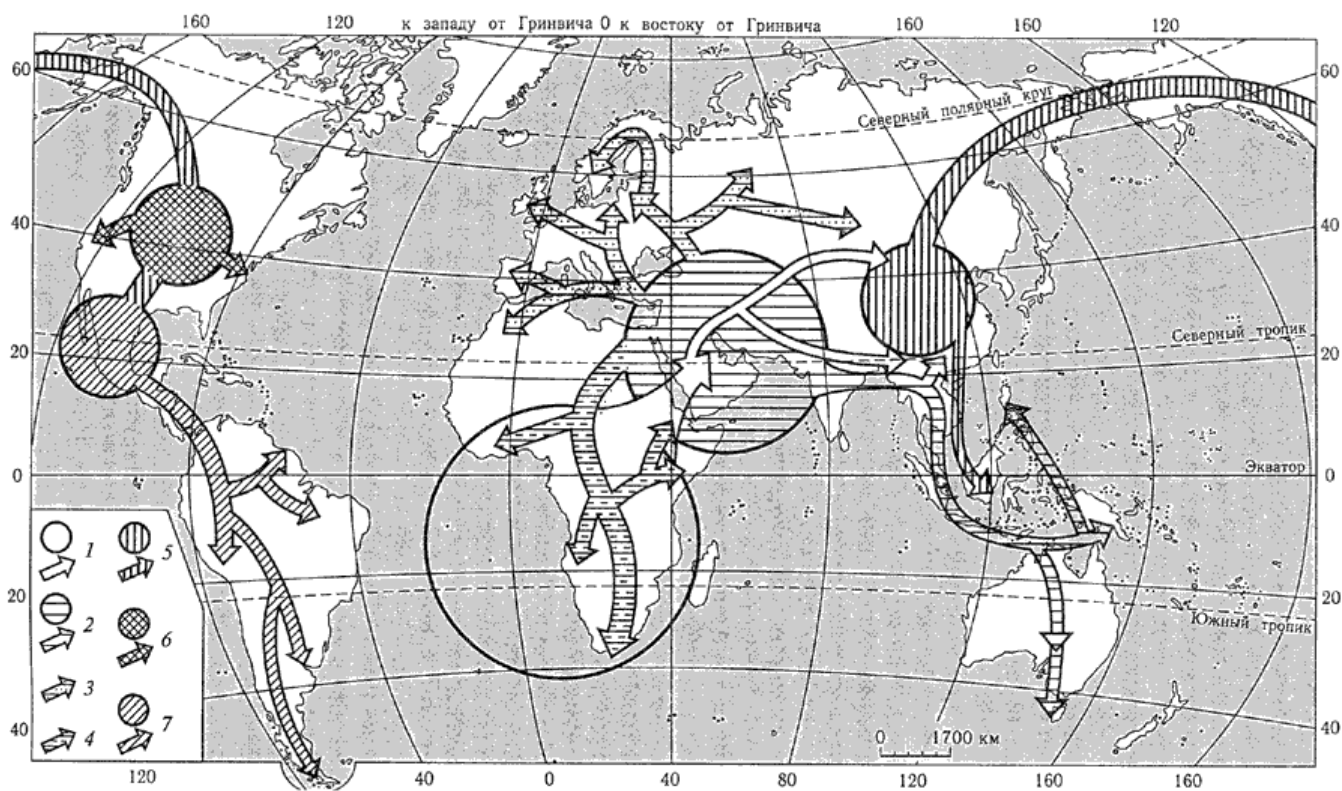 160 120 к западу от Гринвича 0 к востоку от Гринвича 160 160 120
60 60
Северный полярный круг
40 40
Северный тропик
20 20
Экватор
0 0
1 5
20 20
Южный тропик
2 6
3 7
40 4 40
0 1700 км
120 40 0 40 80 120 160 160